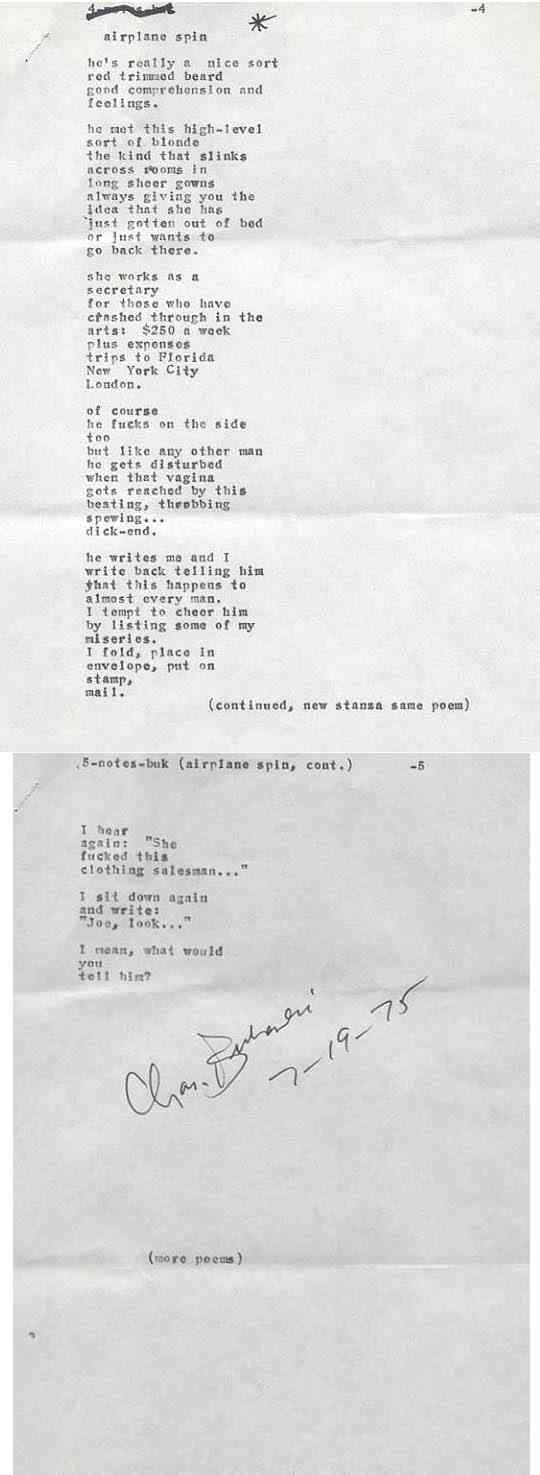 4-notes-buk
-4
*
airplane spin
he's really a nice sort
red trimmed beard
good comprehension and
feelings.
he met this high-level
sort of blonde
the kind that slinks
across rooms in
long sheer gowns
always giving you the
idea that she has
just gotten out of bed
or just wants to
go back there.
she works as a
secretary
for those who have
crashed through in the
arts: $250 a week
plus expenses
trips to Florida
New York City
London.
of course
he fucks on the side
too
but like any other man
he gets disturbed
when that vagina
gets reached by this
beating, throbbing
spewing...
dick-end.
he writes me and I
write back telling him
that this happens to
almost every man.
I tempt to cheer him
by listing some of my
miseries.
I fold, place in
envelope, put on
stamp,
mail.
(continued, new stanza same poem)
5-notes-buk (airplane spin, cont.) -5
I hear
again: "She
fucked this
clothing salesman..."
I sit down again
and write:
"Joe, look..."
I mean, what would
you
tell him?
Chas. Bukowski
7-19-75
(more poems)